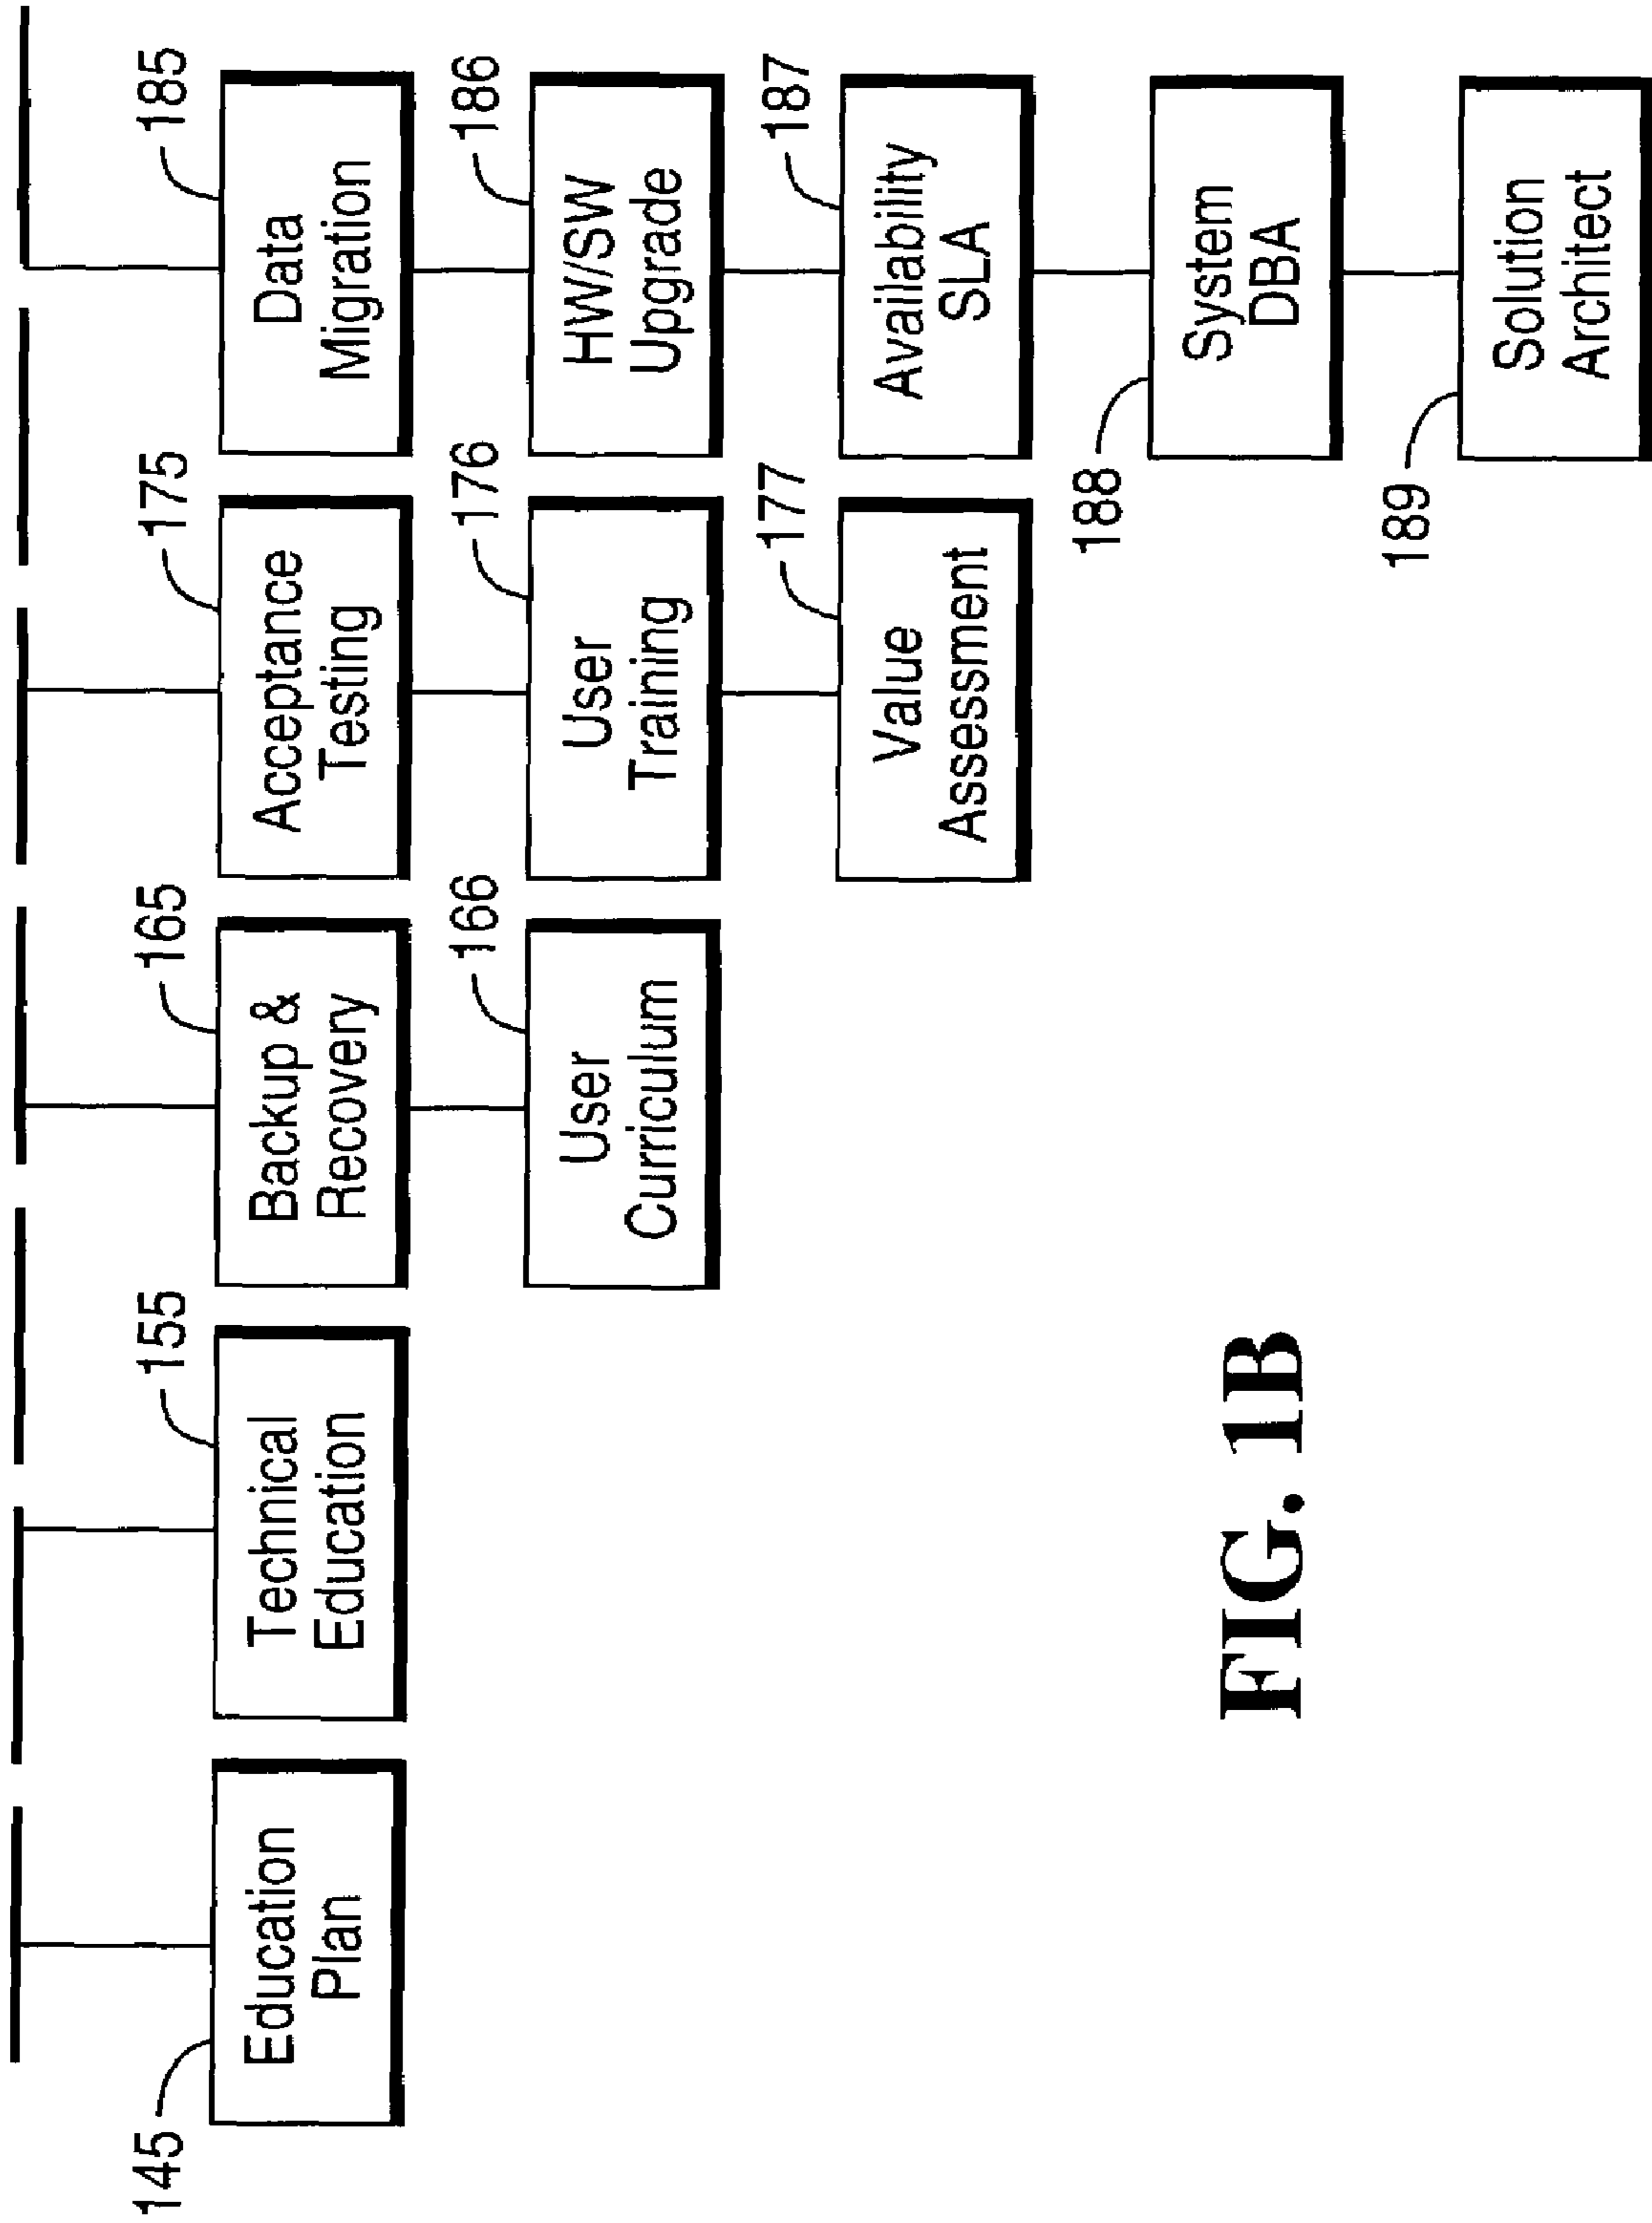 145
Education
Plan
155
Technical
Education
165
Backup &
Recovery
166
User
Curriculum
175
Acceptance
Testing
176
User
Training
177
Value
Assessment
185
Data
Migration
186
HW/SW
Upgrade
187
Availability
SLA
188
System
DBA
189
Solution
Architect
FIG. 1B